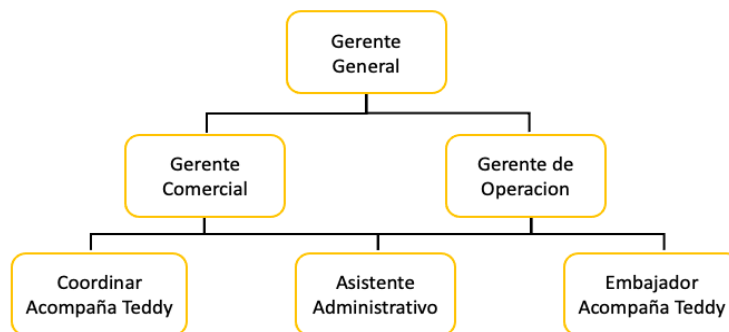 Gerente
General
Gerente
Comercial
Gerente de
Operacion
Coordinar
Acompaña Teddy
Asistente
Administrativo
Embajador
Acompaña Teddy